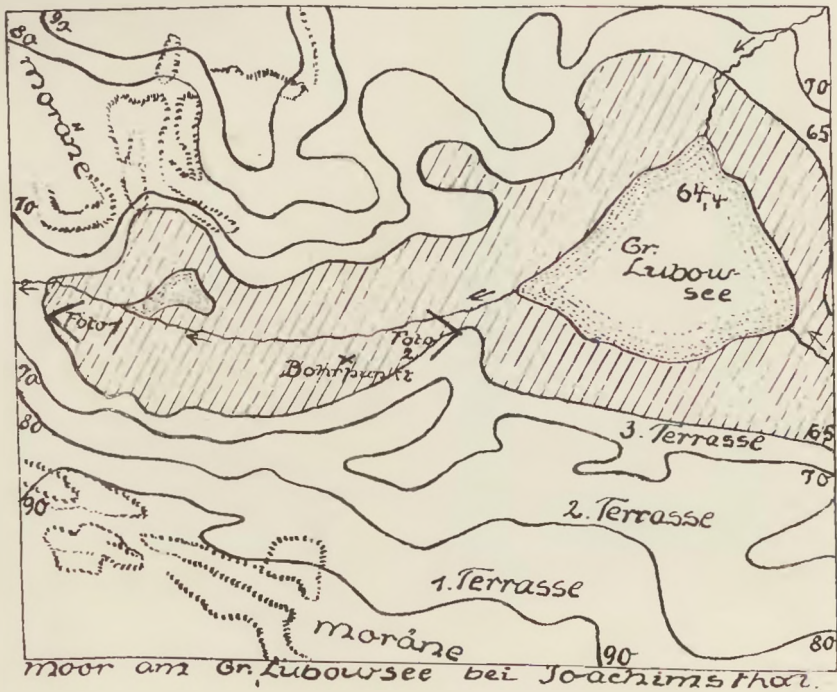 90
80
Moräne
70
65
64,4
Gr.
Lubow-
see
70
Foto 1
Foto
2
Bohrpunkt
70
80
90
65
3. Terrasse
70
2. Terrasse
1. Terrasse
Moräne
90
80
Moor am Gr. Lubowsee bei Joachimsthal.